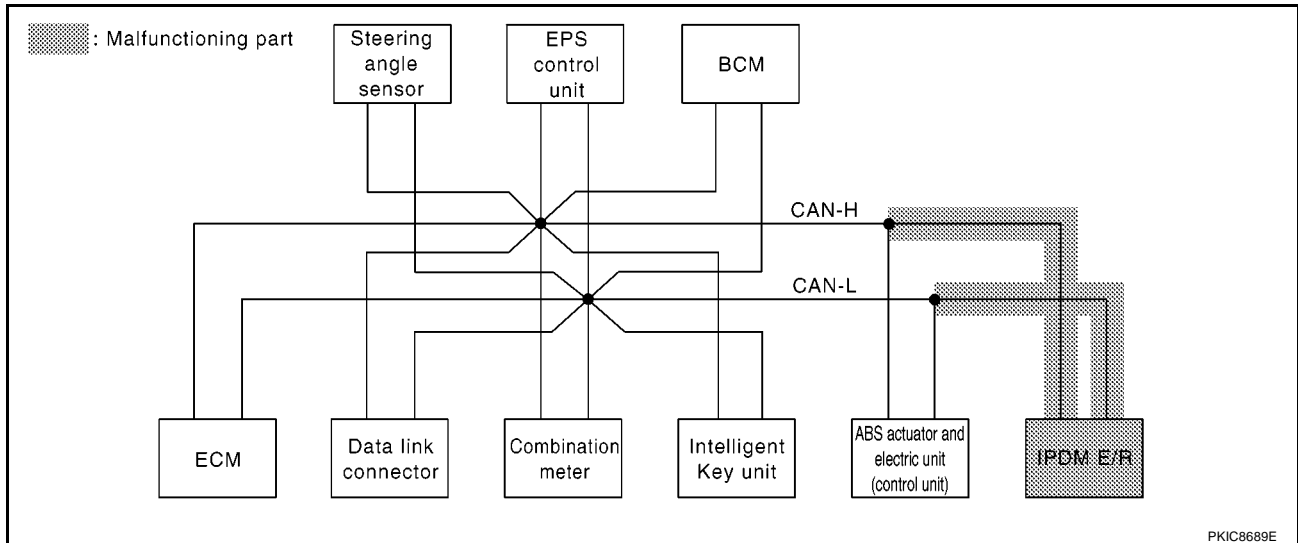 : Malfunctioning part
Steering
angle
sensor
EPS
control
unit
BCM
CAN-H
CAN-L
ECM
Data link
connector
Combination
meter
Intelligent
Key unit
ABS actuator and
electric unit
(control unit)
IPDM E/R
PKIC8689E